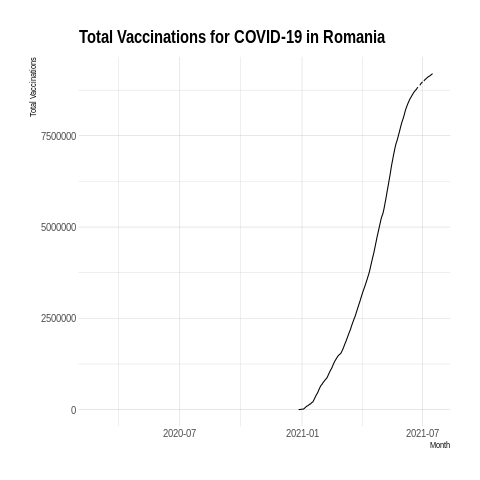 Total Vaccinations for COVID-19 in Romania
Total Vaccinations
7500000
5000000
2500000
0
2020-07
2021-01
2021-07
Month